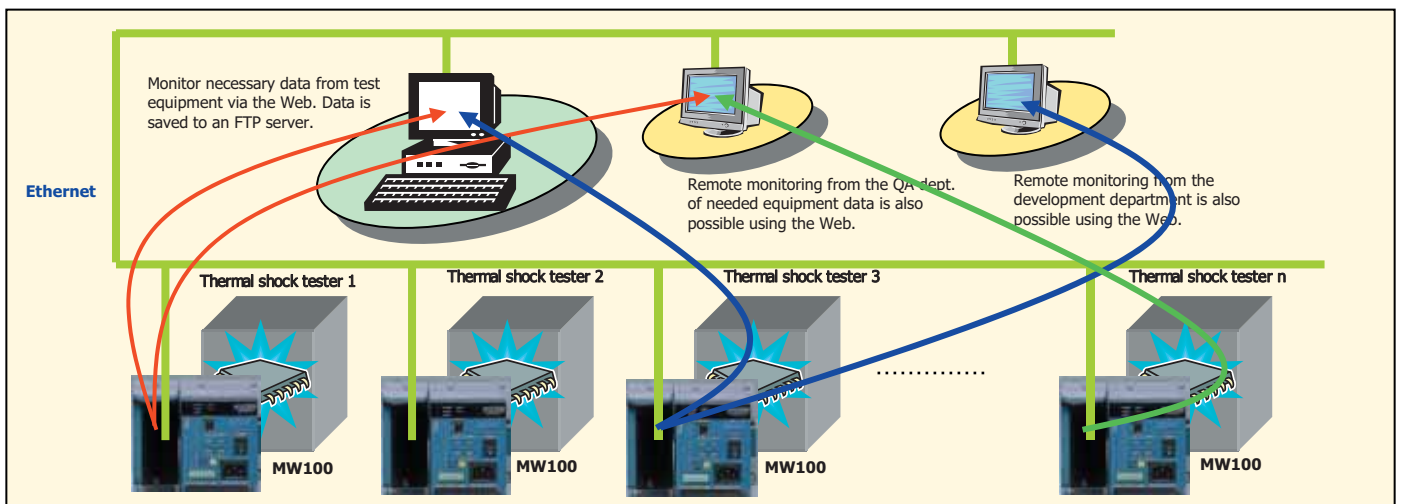 Monitor necessary data from test
equipment via the Web. Data is
saved to an FTP server.
Ethernet
Remote monitoring from the QA dept.
of needed equipment data is also
possible using the Web.
Remote monitoring from the
development department is also
possible using the Web.
Thermal shock tester 1
Thermal shock tester 2
Thermal shock tester 3
Thermal shock tester n
..............
MW100
MW100
MW100
MW100